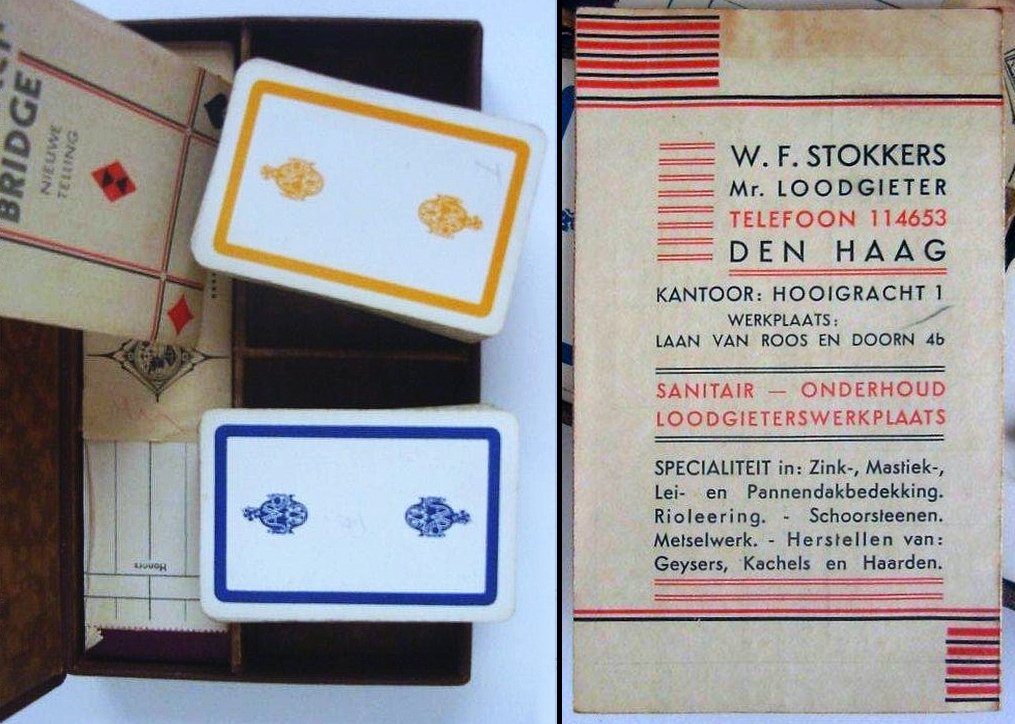 BRIDGE
NIEUWE
TELLING
Honors
W. F. STOKKERS
Mr. LOODGIETER
TELEFOON 114653
DEN HAAG
KANTOOR: HOOIGRACHT 1
WERKPLAATS:
LAAN VAN ROOS EN DOORN 4b
SANITAIR — ONDERHOUD
LOODGIETERSWERKPLAATS
SPECIALITEIT in: Zink-, Mastiek-,
Lei- en Pannendakbedekking.
Rioleering. - Schoorsteenen.
Metselwerk. - Herstellen van:
Geysers, Kachels en Haarden.